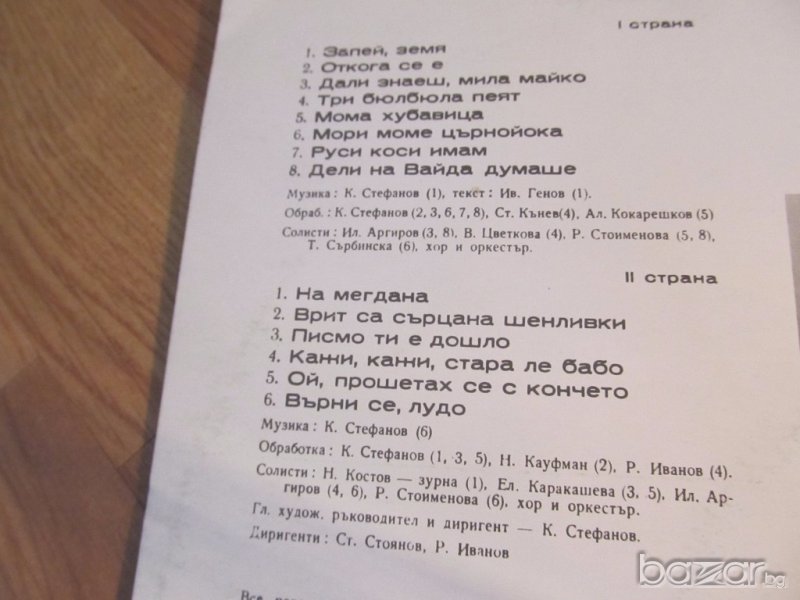 I страна
1. Запей, земя
2. Откога се е
3. Дали знаеш, мила майко
4. Три бюлбюла пеят
5. Мома хубавица
6. Мори моме църнойока
7. Руси коси имам
8. Дели на Вайда думаше
Музика: К. Стефанов (1), текст: Ив. Генов (1).
Обраб.: К. Стефанов (2, 3, 6, 7, 8), Ст. Кънев(4), Ал. Кокарешков (5)
Солисти: Ил. Аргиров (3, 8), В. Цветкова (4), Р. Стоименова (5, 8),
Т. Сърбинска (6), хор и оркестър.
II страна
1. На мегдана
2. Врит са сърцана шенливки
3. Писмо ти е дошло
4. Кажи, кажи, стара ле бабо
5. Ой, прошетах се с кончето
6. Върни се, лудо
Музика: К. Стефанов (6)
Обработка: К. Стефанов (1, 3, 5), Н. Кауфман (2), Р. Иванов (4).
Солисти: Н. Костов — зурна (1), Ел. Каракашева (3, 5), Ил. Ар-
гиров (4, 6), Р. Стоименова (6), хор и оркестър.
Гл. худож. ръководител и диригент — К. Стефанов.
Диригенти: Ст. Стоянов, Р. Иванов
Все
bazar.bg